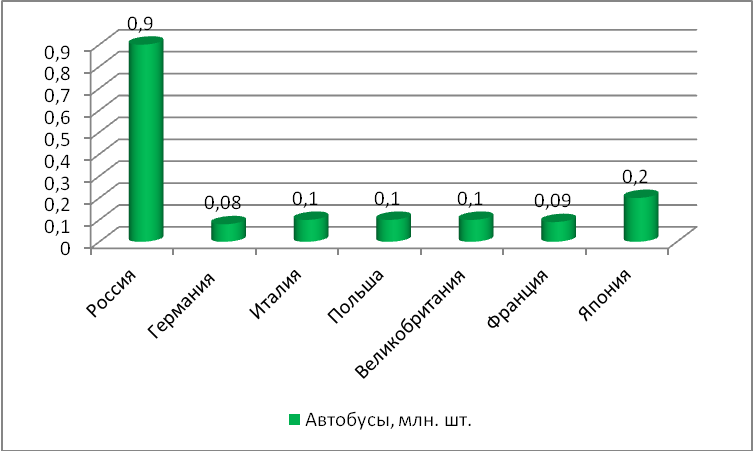 0,9
0,9
0,8
0,7
0,6
0,5
0,4
0,3
0,2
0,1
0
0,08
0,1
0,1
0,1
0,09
0,2
Россия
Германия
Италия
Польша
Великобритания
Франция
Япония
Автобусы, млн. шт.